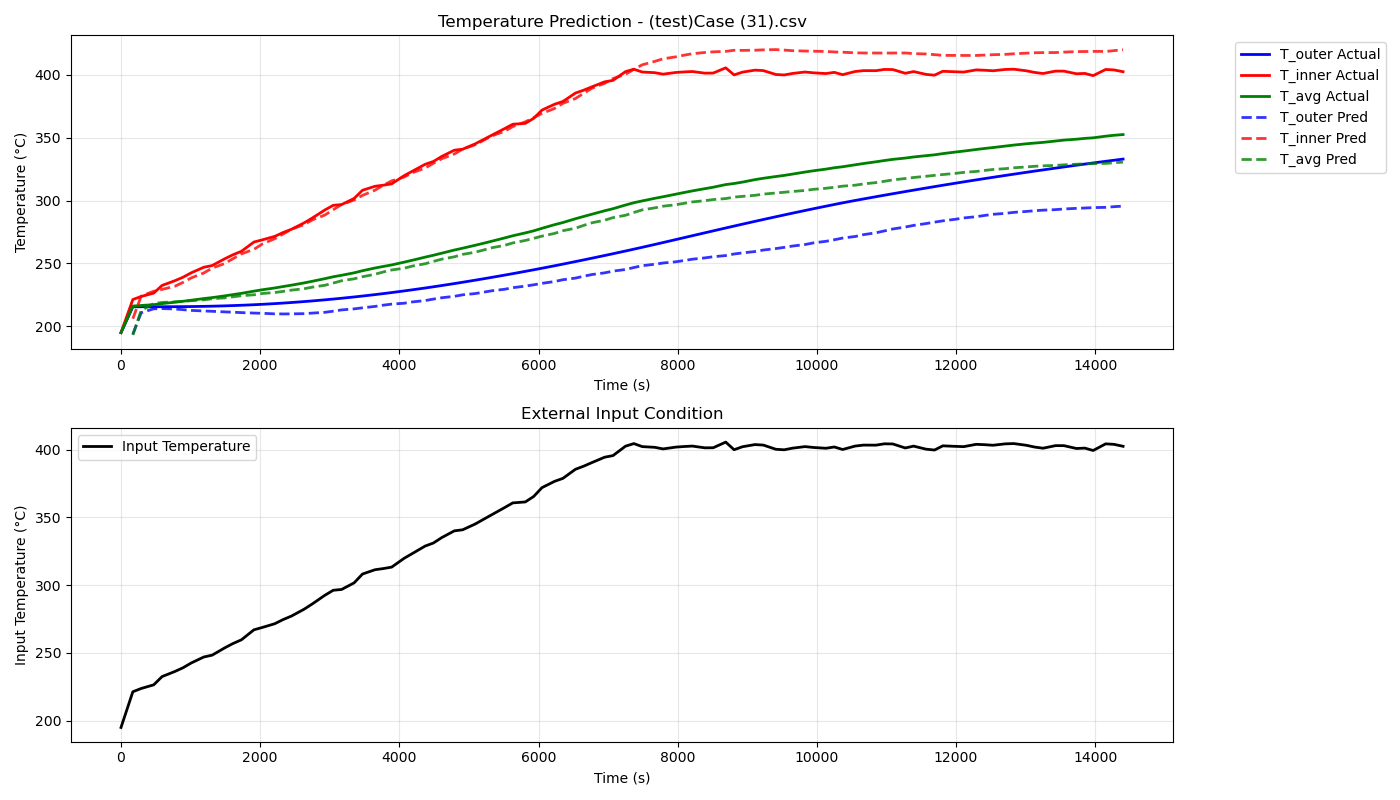 Temperature Prediction - (test)Case (31).csv
Temperature (°C)
400
350
300
250
200
0 2000 4000 6000 8000 10000 12000 14000
Time (s)
T_outer Actual
T_inner Actual
T_avg Actual
T_outer Pred
T_inner Pred
T_avg Pred
External Input Condition
Input Temperature (°C)
400
350
300
250
200
Input Temperature
0 2000 4000 6000 8000 10000 12000 14000
Time (s)